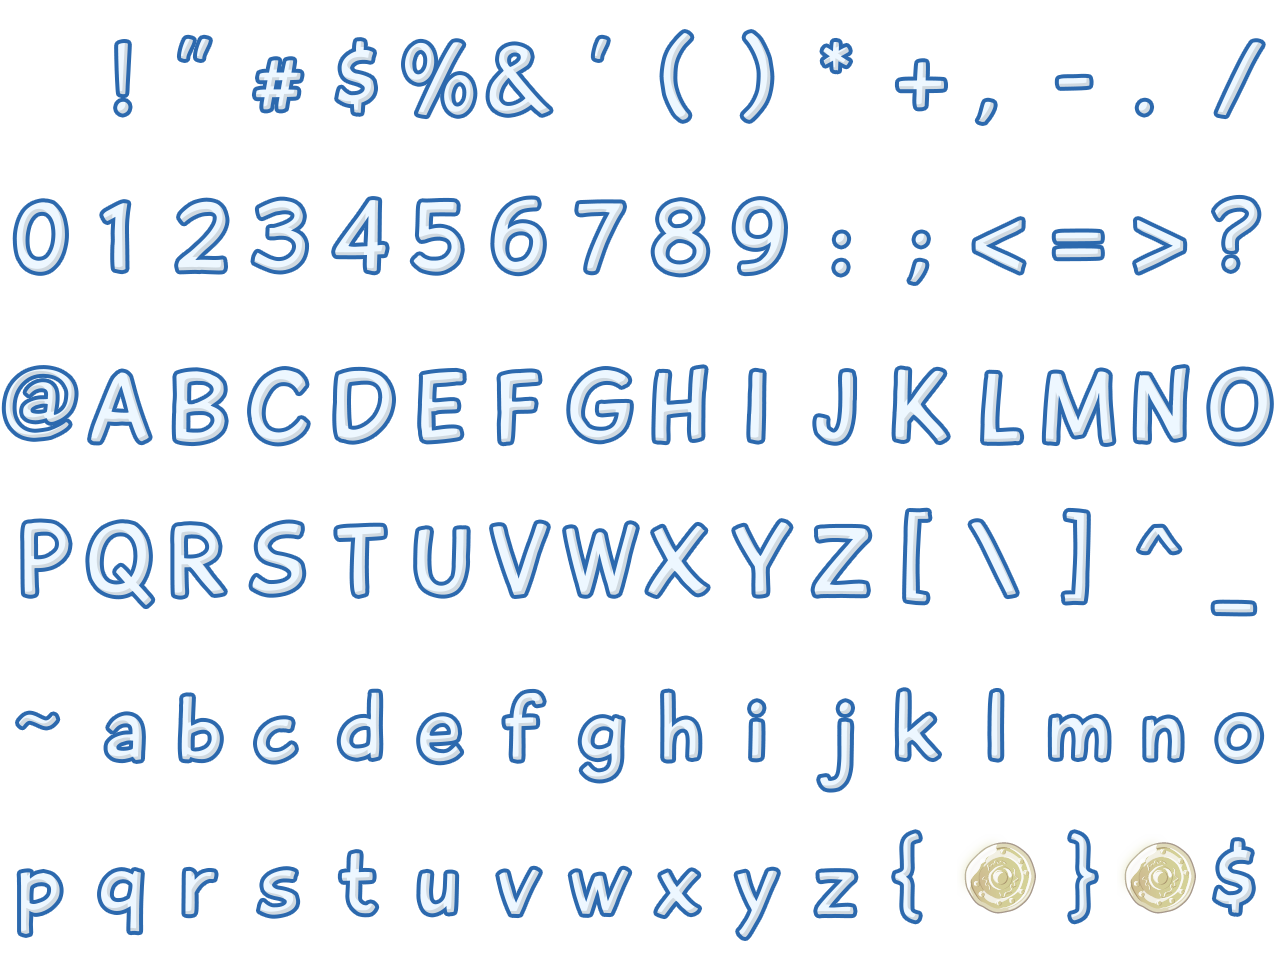 ! " # $ % & ' ( ) * + , - . /
0 1 2 3 4 5 6 7 8 9 : ; < = > ?
@ A B C D E F G H I J K L M N O
P Q R S T U V W X Y Z [ \ ] ^ _
~ a b c d e f g h i j k l m n o
p q r s t u v w x y z { } $